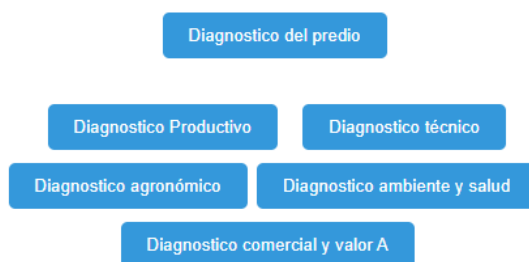 Diagnostico del predio
Diagnostico Productivo
Diagnostico técnico
Diagnostico agronómico
Diagnostico ambiente y salud
Diagnostico comercial y valor A